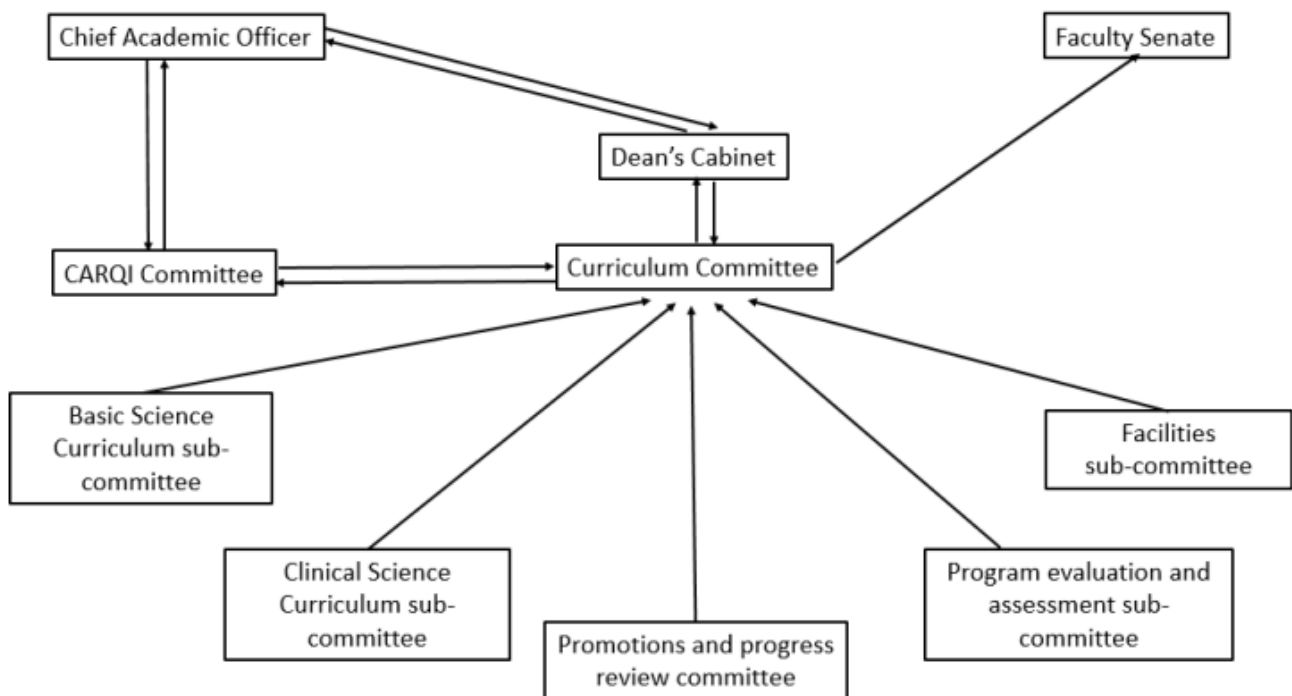 Chief Academic Officer
Faculty Senate
Dean's Cabinet
CARQI Committee
Curriculum Committee
Basic Science
Curriculum sub-
committee
Facilities
sub-committee
Clinical Science
Curriculum sub-
committee
Promotions and progress
review committee
Program evaluation and
assessment sub-
committee